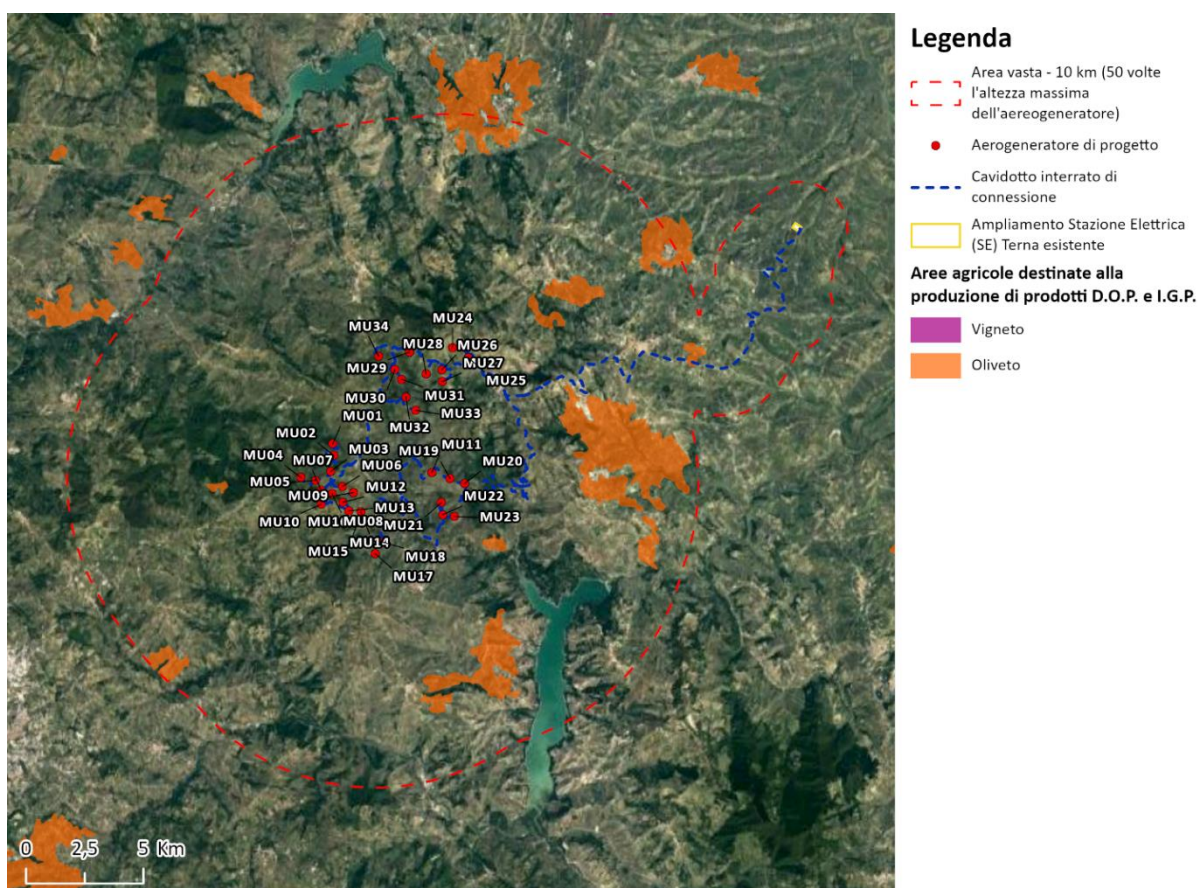 MU24
MU34
MU28
MU26
MU27
MU29
MU25
MU30
MU31
MU01
MU33
MU32
MU02
MU03
MU19
MU11
MU04
MU07
MU06
MU20
MU05
MU09
MU12
MU22
MU10
MU13
MU23
MU08
MU21
MU14
MU15
MU18
MU17
0 2,5 5 Km
Legenda
Area vasta - 10 km (50 volte
l'altezza massima
dell'aereogeneratore)
Aerogeneratore di progetto
Cavidotto interrato di
connessione
Ampliamento Stazione Elettrica
(SE) Terna esistente
Aree agricole destinate alla
produzione di prodotti D.O.P. e I.G.P.
Vigneto
Oliveto